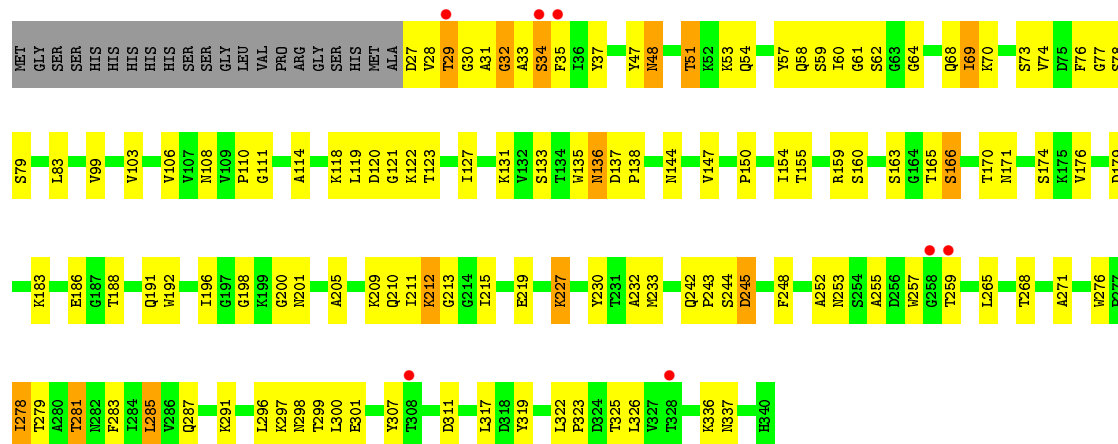 MET GLY SER SER HIS HIS HIS HIS HIS HIS SER SER GLY LEU VAL PRO ARG GLY SER HIS MET ALA D27 V28 T29 G30 A31 G32 A33 S34 F35 I36 Y37 Y47 N48 T51 K52 K53 Q54 Y57 Q58 S59 I60 G61 S62 G63 G64 Q68 I69 K70 S73 V74 D75 F76 G77 S78
S79 L83 V99 V103 V106 V107 N108 V109 P110 G111 A114 K118 L119 D120 G121 K122 T123 I127 K131 V132 S133 T134 W135 N136 D137 P138 N144 V147 P150 I154 T155 R159 S160 S163 G164 T165 S166 T170 N171 S174 K175 V176 D179
K183 E186 G187 T188 Q191 W192 I196 G197 Q198 K199 G200 N201 A205 K209 Q210 T211 K212 G213 G214 I215 E219 K227 Y230 T231 A232 M233 Q242 P243 S244 D245 F248 A252 N253 S254 A255 D256 W257 G258 T259 L265 T268 A271 W276 P277
I278 T279 A280 T281 N282 F283 I284 L285 V286 Q287 K291 L296 K297 N298 T299 L300 E301 Y307 T308 D311 L317 D318 Y319 L322 P323 D324 T325 L326 V327 T328 K336 N337 H340